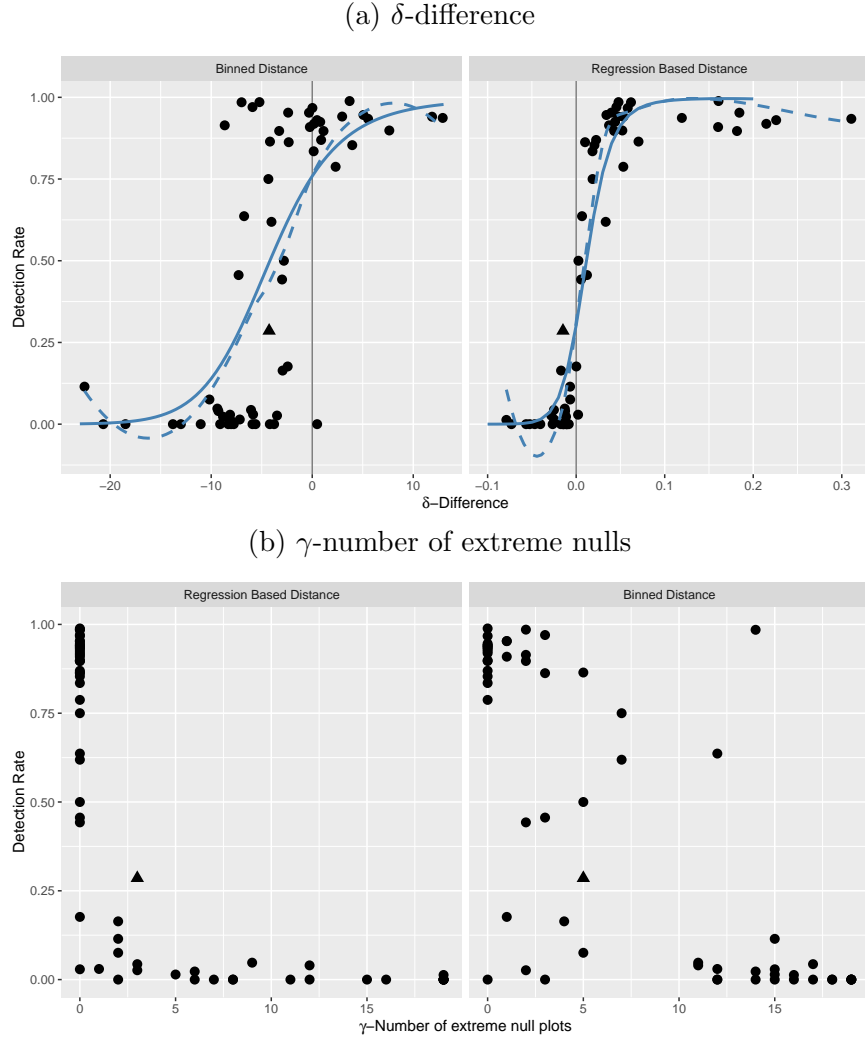 (a) δ-difference
Binned Distance
Regression Based Distance
1.00
0.75
0.50
0.25
0.00
Detection Rate
−20
−10
0
−0.1
0.0
0.1
0.2
0.3
δ−Difference
(b) γ-number of extreme nulls
Regression Based Distance
Binned Distance
1.00
0.75
0.50
0.25
0.00
Detection Rate
0
5
10
15
0
5
10
15
γ−Number of extreme null plots